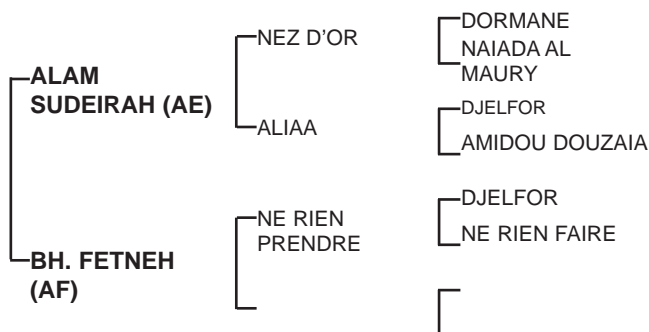 ALAM
SUDEIRAH (AE)
BH. FETNEH
(AF)
NEZ D’OR
ALIAA
NE RIEN
PRENDRE
DORMANE
NAIADA AL
MAURY
DJELFOR
AMIDOU DOUZAIA
DJELFOR
NE RIEN FAIRE